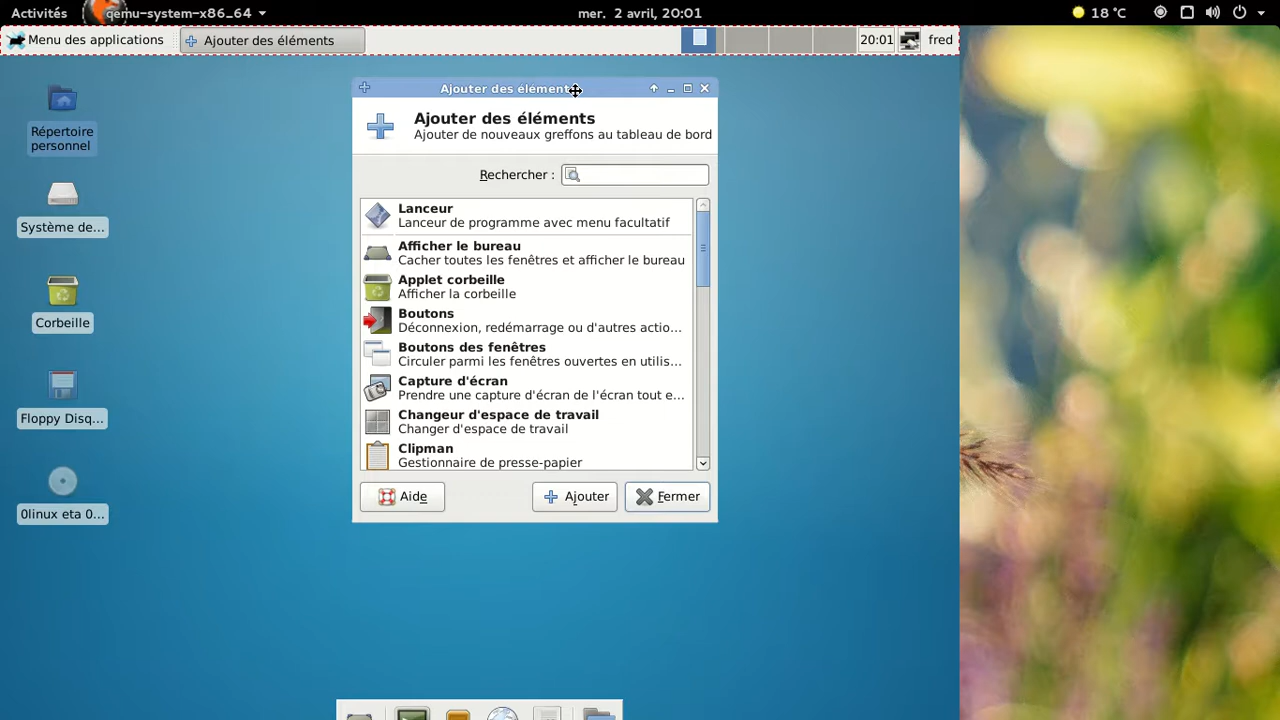 Activités
qemu-system-x86_64
mer. 2 avril, 20:01
18 °C
Menu des applications
Ajouter des éléments
20:01
fred
Ajouter des élément
Ajouter des éléments
Ajouter de nouveaux greffons au tableau de bord
Rechercher :
Lanceur
Lanceur de programme avec menu facultatif
Afficher le bureau
Cacher toutes les fenêtres et afficher le bureau
Applet corbeille
Afficher la corbeille
Boutons
Déconnexion, redémarrage ou d'autres actio...
Boutons des fenêtres
Circuler parmi les fenêtres ouvertes en utilis...
Capture d'écran
Prendre une capture d'écran de l'écran tout e...
Changeur d'espace de travail
Changer d'espace de travail
Clipman
Gestionnaire de presse-papier
Aide
Ajouter
Fermer
Répertoire
personnel
Système de...
Corbeille
Floppy Disq...
0linux eta 0...